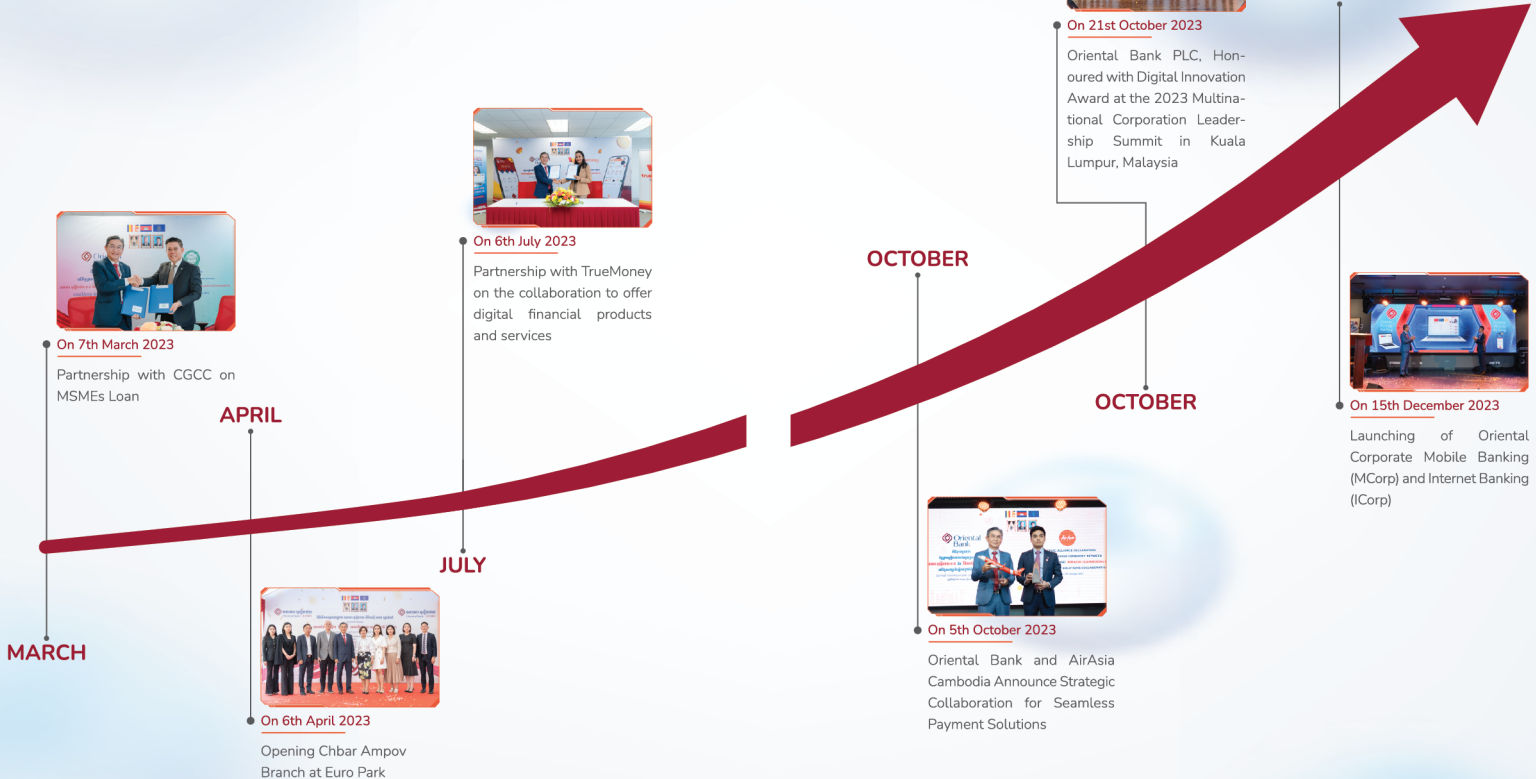 On 7th March 2023
Partnership with CGCC on
MSMEs Loan
MARCH
APRIL
On 6th April 2023
Opening Chbar Ampov
Branch at Euro Park
On 6th July 2023
Partnership with TrueMoney
on the collaboration to offer
digital financial products
and services
JULY
OCTOBER
Oriental
Bank
On 5th October 2023
Oriental Bank and AirAsia
Cambodia Announce Strategic
Collaboration for Seamless
Payment Solutions
On 21st October 2023
Oriental Bank PLC, Hon-
oured with Digital Innovation
Award at the 2023 Multina-
tional Corporation Leader-
ship Summit in Kuala
Lumpur, Malaysia
OCTOBER
On 15th December 2023
Launching of Oriental
Corporate Mobile Banking
(MCorp) and Internet Banking
(ICorp)